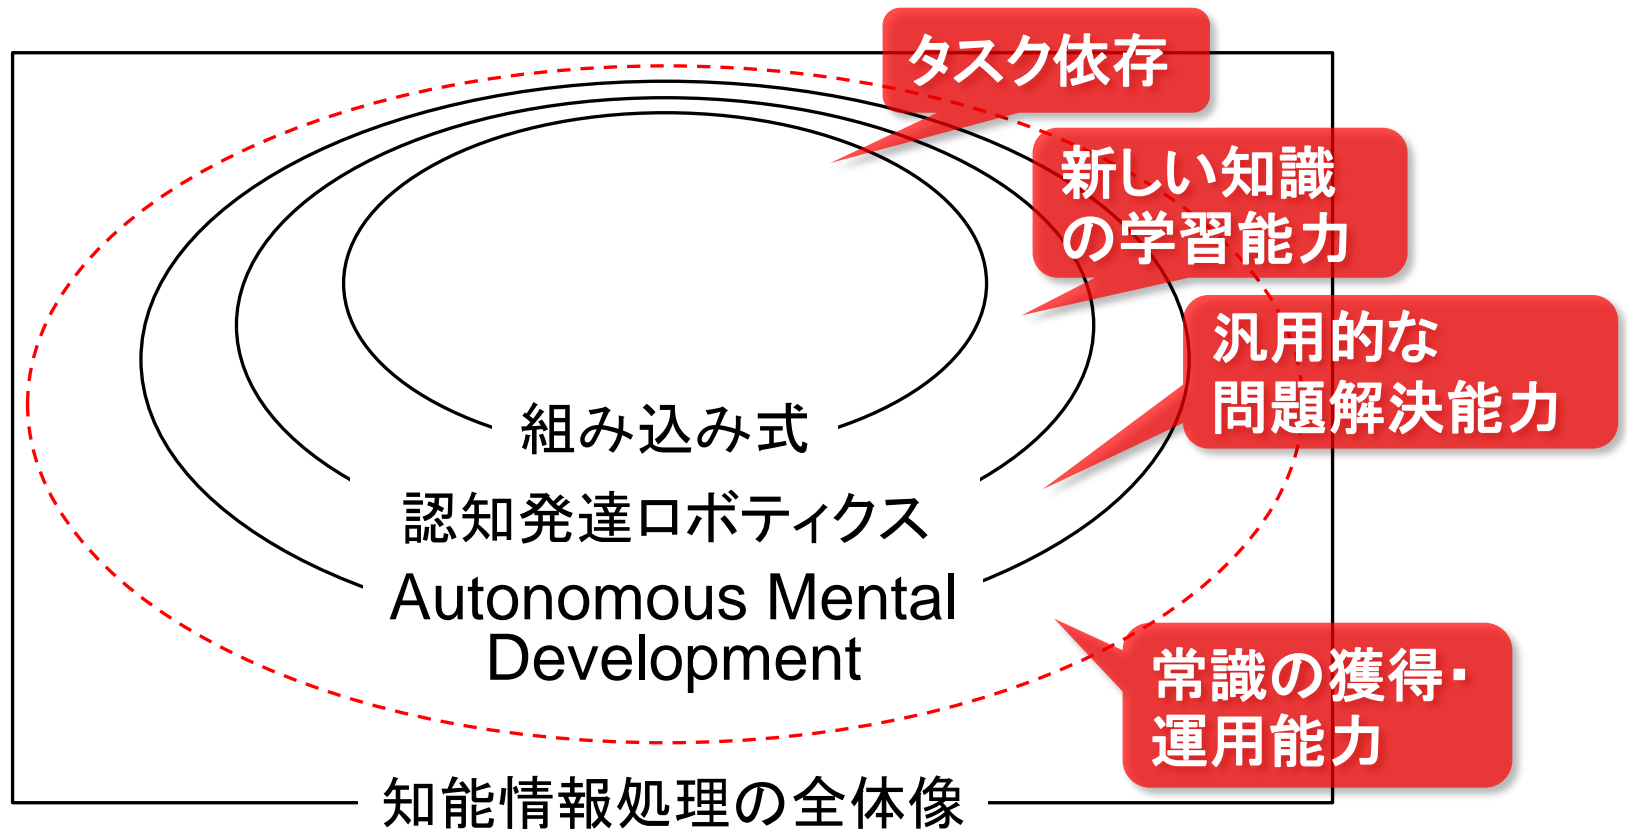 タスク依存
新しい知識
の学習能力
汎用的な
問題解決能力
組み込み式
認知発達ロボティクス
Autonomous Mental
Development
常識の獲得・
運用能力
知能情報処理の全体像